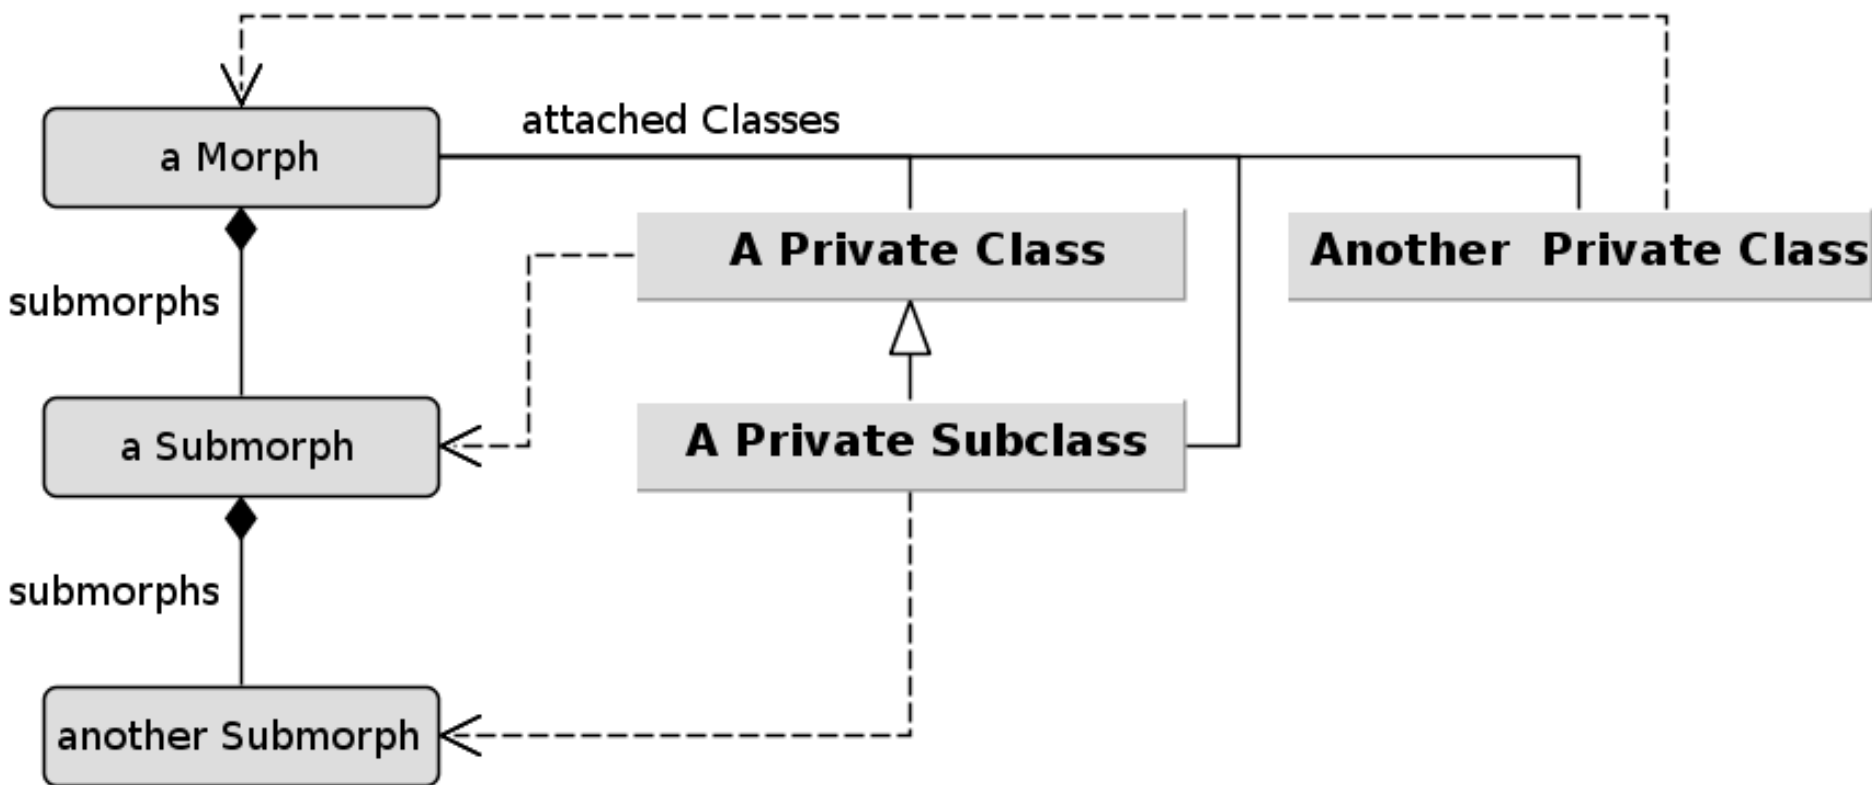 attached Classes
a Morph
A Private Class
Another  Private Class
submorphs
a Submorph
A Private Subclass
submorphs
another Submorph